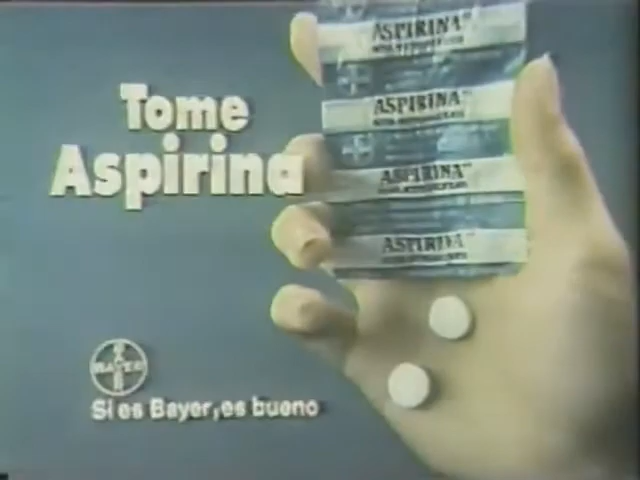 Tome
Aspirina
ASPIRINA
ASPIRINA
ASPIRINA
ASPIRINA
BAYER
Si es Bayer, es bueno